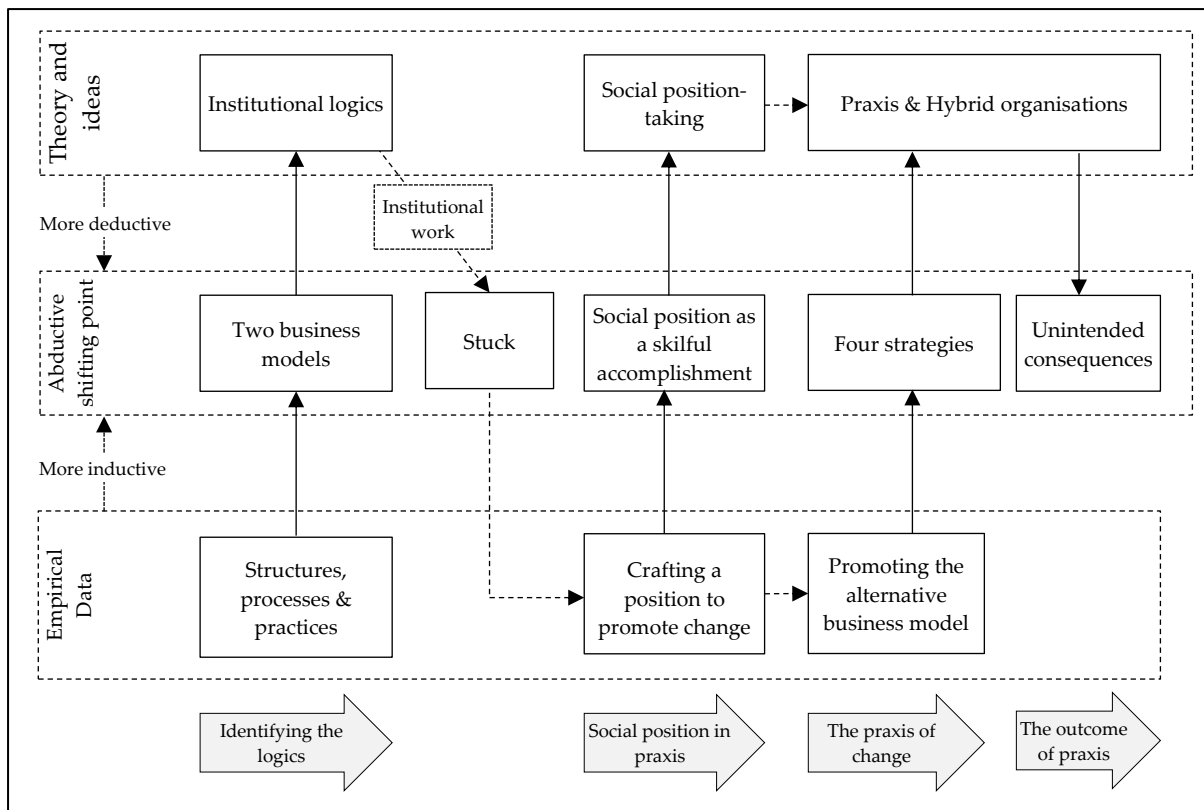 Theory and
ideas
Institutional logics
Social position-
taking
Praxis & Hybrid organisations
More deductive
Institutional
work
Abductive
shifting point
Two business
models
Stuck
Social position as
a skilful
accomplishment
Four strategies
Unintended
consequences
More inductive
Empirical
Data
Structures,
processes &
practices
Crafting a
position to
promote change
Promoting the
alternative
business model
Identifying the
logics
Social position in
praxis
The praxis of
change
The outcome
of praxis